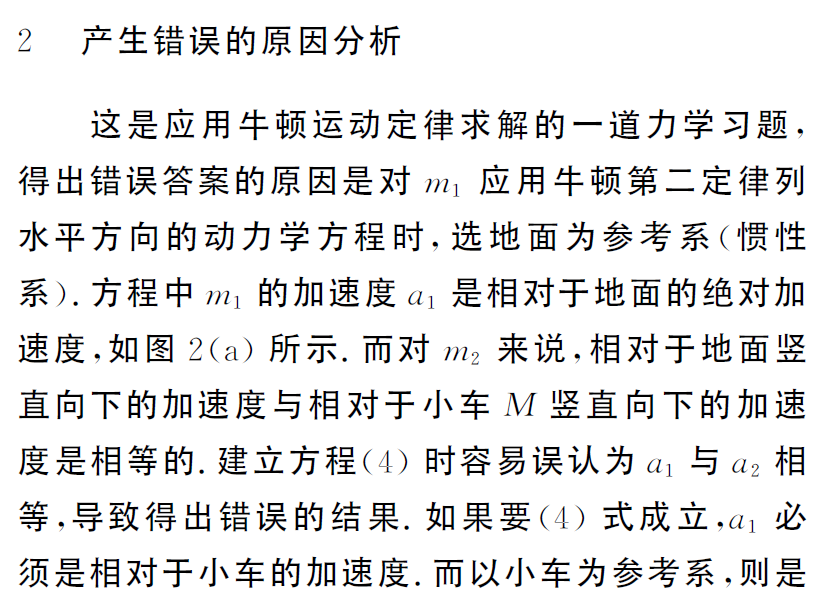 2 产生错误的原因分析
这是应用牛顿运动定律求解的一道力学习题,
得出错误答案的原因是对 m₁ 应用牛顿第二定律列
水平方向的动力学方程时,选地面为参考系(惯性
系). 方程中 m₁ 的加速度 a₁ 是相对于地面的绝对加
速度,如图 2(a) 所示. 而对 m₂ 来说,相对于地面竖
直向下的加速度与相对于小车 M 竖直向下的加速
度是相等的. 建立方程(4) 时容易误认为 a₁ 与 a₂ 相
等,导致得出错误的结果. 如果要(4) 式成立,a₁ 必
须是相对于小车的加速度. 而以小车为参考系,则是